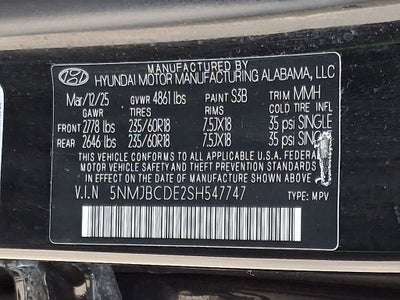 MANUFACTURED BY
HYUNDAI MOTOR MANUFACTURING ALABAMA, LLC
Mar/12/25 GVWR 4861 lbs PAINT S3B TRIM MMH
GAWR TIRES RIMS COLD TIRE INFL
FRONT 2778 lbs 235/60R18 7.5JX18 35 psi SINGLE
REAR 2646 lbs 235/60R18 7.5JX18 35 psi SINGLE
THIS VEHICLE CONFORMS TO ALL APPLICABLE U.S.A. FEDERAL
MOTOR VEHICLE SAFETY, BUMPER, AND THEFT PREVENTION
STANDARDS IN EFFECT ON THE DATE OF MANUFACTURE SHOWN ABOVE.
V.I.N 5NMJBCDE2SH547747 TYPE: MPV